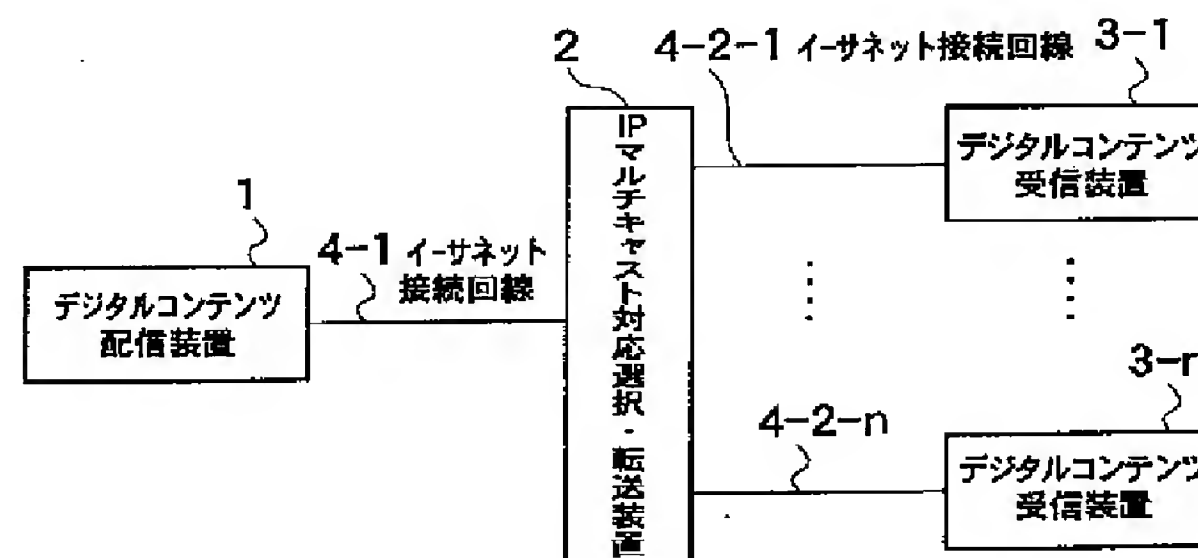 2
4-2-1 イーサネット接続回線
3-1
IPマルチキャスト対応選択・転送装置
デジタルコンテンツ
受信装置
1
4-1 イーサネット
接続回線
デジタルコンテンツ
配信装置
3-n
4-2-n
デジタルコンテンツ
受信装置